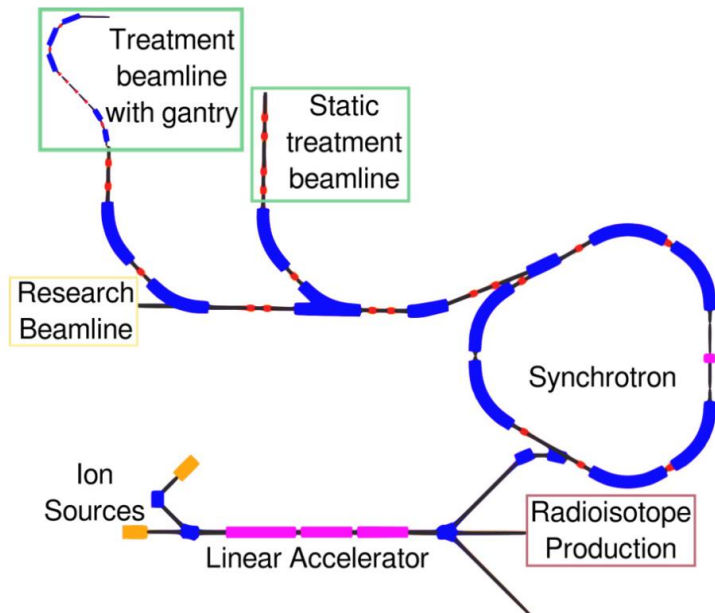 Treatment
beamline
with gantry
Static
treatment
beamline
Research
Beamline
Synchrotron
Ion
Sources
Linear Accelerator
Radioisotope
Production